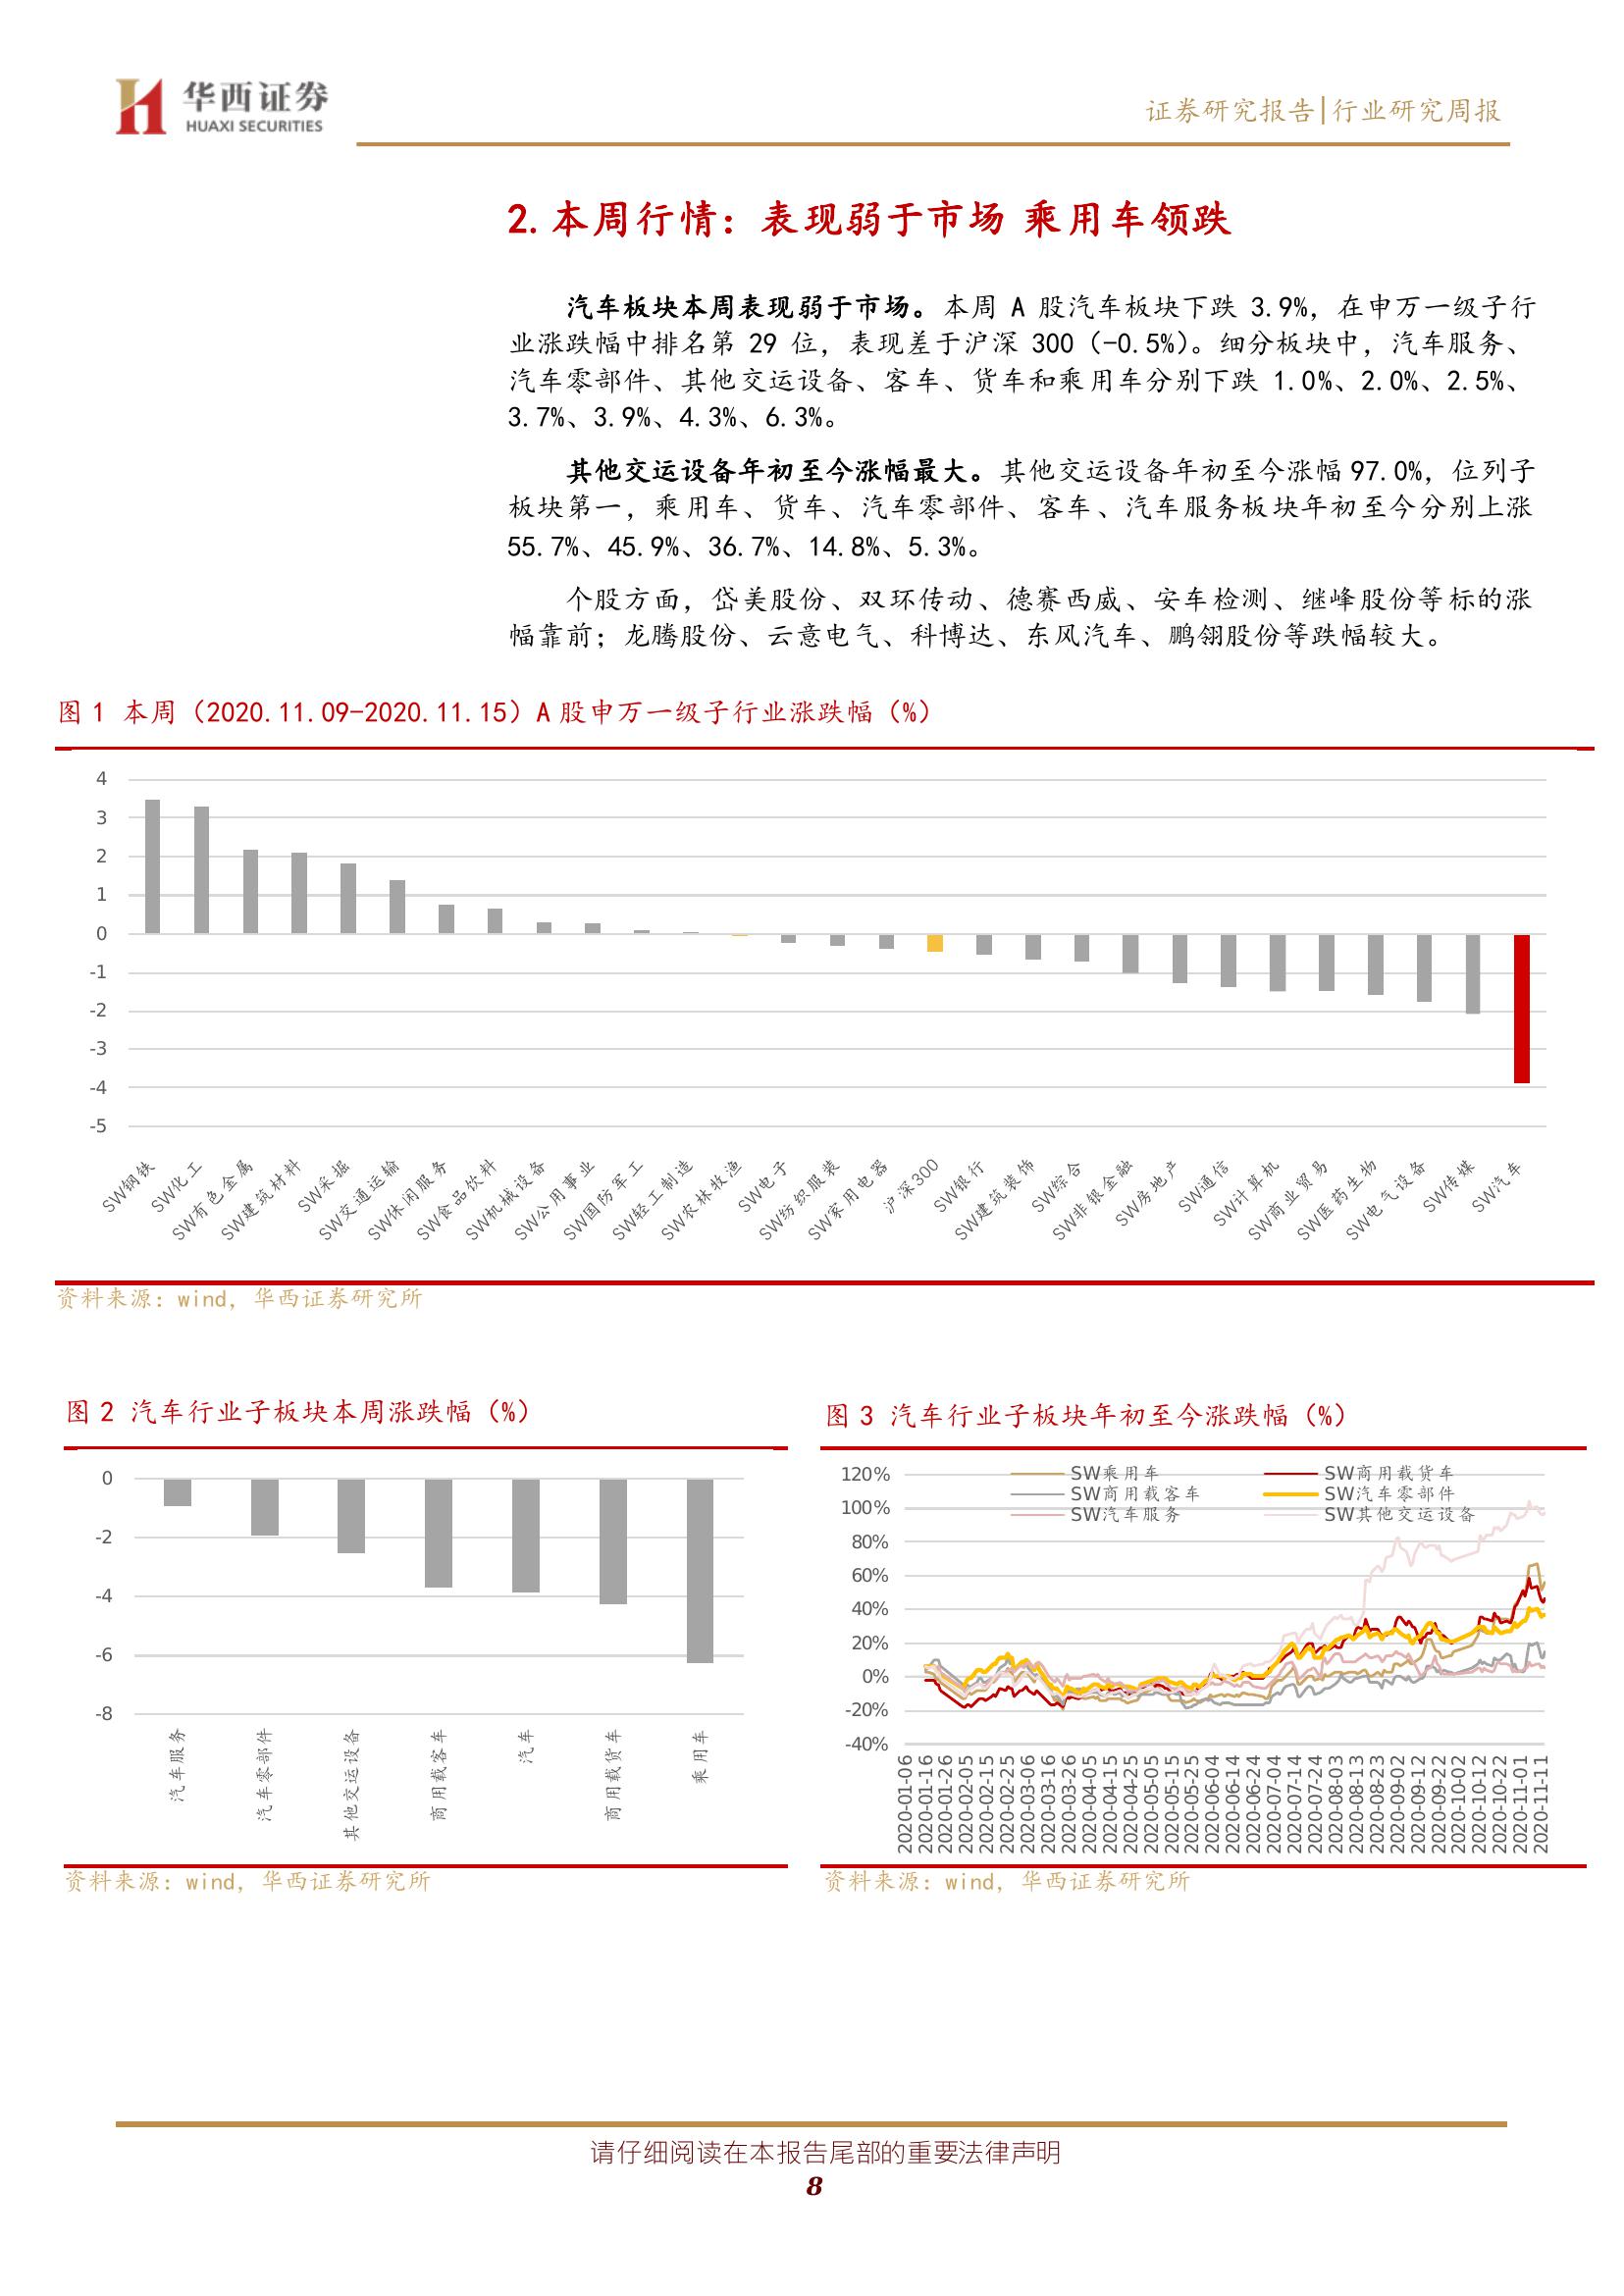 华西证券
HUAXI SECURITIES
证券研究报告|行业研究周报
2. 本周行情：表现弱于市场 乘用车领跌
汽车板块本周表现弱于市场。本周 A 股汽车板块下跌 3.9%，在申万一级子行
业涨跌幅中排名第 29 位，表现差于沪深 300（-0.5%）。细分板块中，汽车服务、
汽车零部件、其他交运设备、客车、货车和乘用车分别下跌 1.0%、2.0%、2.5%、
3.7%、3.9%、4.3%、6.3%。
其他交运设备年初至今涨幅最大。其他交运设备年初至今涨幅 97.0%，位列子
板块第一，乘用车、货车、汽车零部件、客车、汽车服务板块年初至今分别上涨
55.7%、45.9%、36.7%、14.8%、5.3%。
个股方面，岱美股份、双环传动、德赛西威、安车检测、继峰股份等标的涨
幅靠前；龙腾股份、云意电气、科博达、东风汽车、鹏翎股份等跌幅较大。
图 1 本周（2020.11.09-2020.11.15）A 股申万一级子行业涨跌幅（%）
4
3
2
1
0
-1
-2
-3
-4
-5
SW钢铁
SW化工
SW有色金属
SW建筑材料
SW采掘
SW交通运输
SW休闲服务
SW食品饮料
SW机械设备
SW公用事业
SW国防军工
SW轻工制造
SW农林牧渔
SW电子
SW纺织服装
SW家用电器
沪深300
SW银行
SW建筑装饰
SW综合
SW非银金融
SW房地产
SW通信
SW计算机
SW商业贸易
SW医药生物
SW电气设备
SW传媒
SW汽车
资料来源：wind，华西证券研究所
图 2 汽车行业子板块本周涨跌幅（%）
0
-2
-4
-6
-8
汽车服务
汽车零部件
其他交运设备
商用载客车
汽车
商用载货车
乘用车
资料来源：wind，华西证券研究所
图 3 汽车行业子板块年初至今涨跌幅（%）
SW乘用车
SW商用载货车
SW商用载客车
SW汽车零部件
SW汽车服务
SW其他交运设备
120%
100%
80%
60%
40%
20%
0%
-20%
-40%
2020-01-06
2020-01-16
2020-01-26
2020-02-05
2020-02-15
2020-02-25
2020-03-06
2020-03-16
2020-03-26
2020-04-05
2020-04-15
2020-04-25
2020-05-05
2020-05-15
2020-05-25
2020-06-04
2020-06-14
2020-06-24
2020-07-04
2020-07-14
2020-07-24
2020-08-03
2020-08-13
2020-08-23
2020-09-02
2020-09-12
2020-09-22
2020-10-02
2020-10-12
2020-10-22
2020-11-01
2020-11-11
资料来源：wind，华西证券研究所
请仔细阅读在本报告尾部的重要法律声明
8